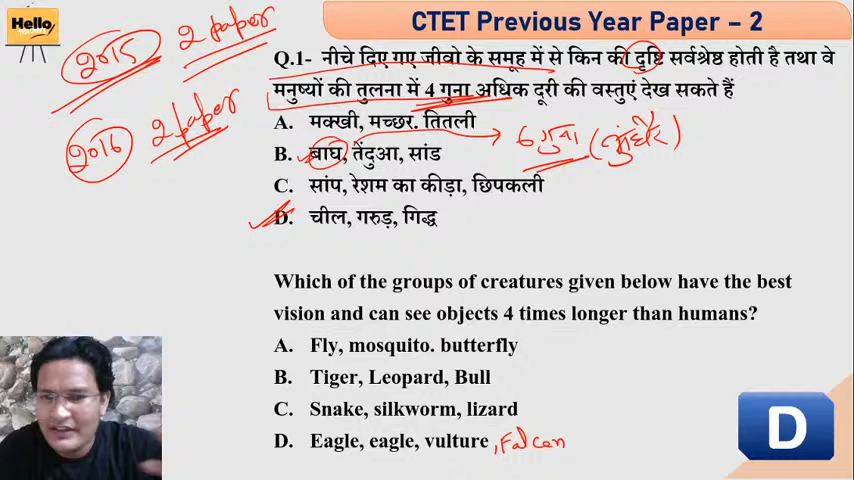 Hello
CTET Previous Year Paper – 2
2015 2 paper
2016 2 paper
Q.1- नीचे दिए गए जीवो के समूह में से किन की दृष्टि सर्वश्रेष्ठ होती है तथा वे
मनुष्यों की तुलना में 4 गुना अधिक दूरी की वस्तुएं देख सकते हैं
A. मक्खी, मच्छर. तितली
B. बाघ, तेंदुआ, सांड
6 गुना
C. सांप, रेशम का कीड़ा, छिपकली
D. चील, गरुड़, गिद्ध
Which of the groups of creatures given below have the best
vision and can see objects 4 times longer than humans?
A. Fly, mosquito. butterfly
B. Tiger, Leopard, Bull
C. Snake, silkworm, lizard
D. Eagle, eagle, vulture , Falcon
D